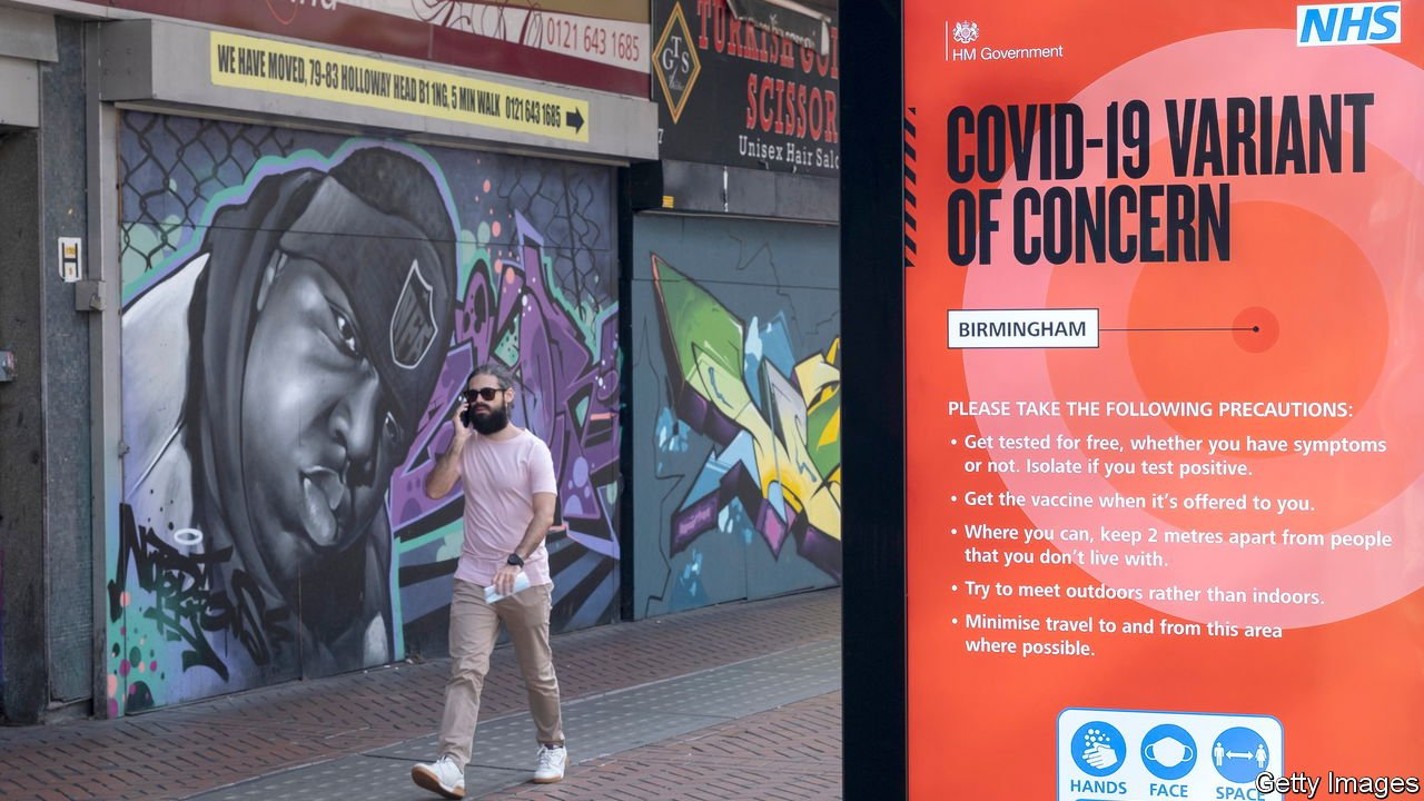 0121 643 1685
WE HAVE MOVED, 79-83 HOLLOWAY HEAD B1 1NG, 5 MIN WALK 0121 643 1685
GTS
TURKISH
SCISSOR
Unisex Hair Salo
HM Government
NHS
COVID-19 VARIANT
OF CONCERN
BIRMINGHAM
PLEASE TAKE THE FOLLOWING PRECAUTIONS:
• Get tested for free, whether you have symptoms
or not. Isolate if you test positive.
• Get the vaccine when it's offered to you.
• Where you can, keep 2 metres apart from people
that you don't live with.
• Try to meet outdoors rather than indoors.
• Minimise travel to and from this area
where possible.
HANDS FACE SPACE
Getty Images